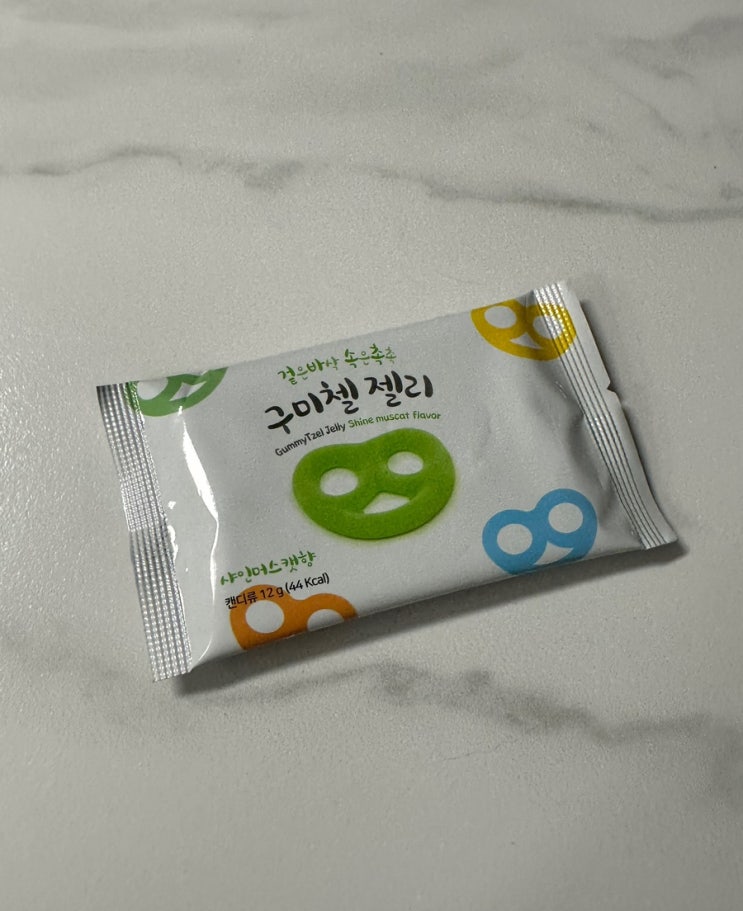 겉은바삭 속은촉촉
구미첼 젤리
GummyTzel Jelly Shine muscat flavor
샤인머스캣향
캔디류 12 g (44 Kcal)